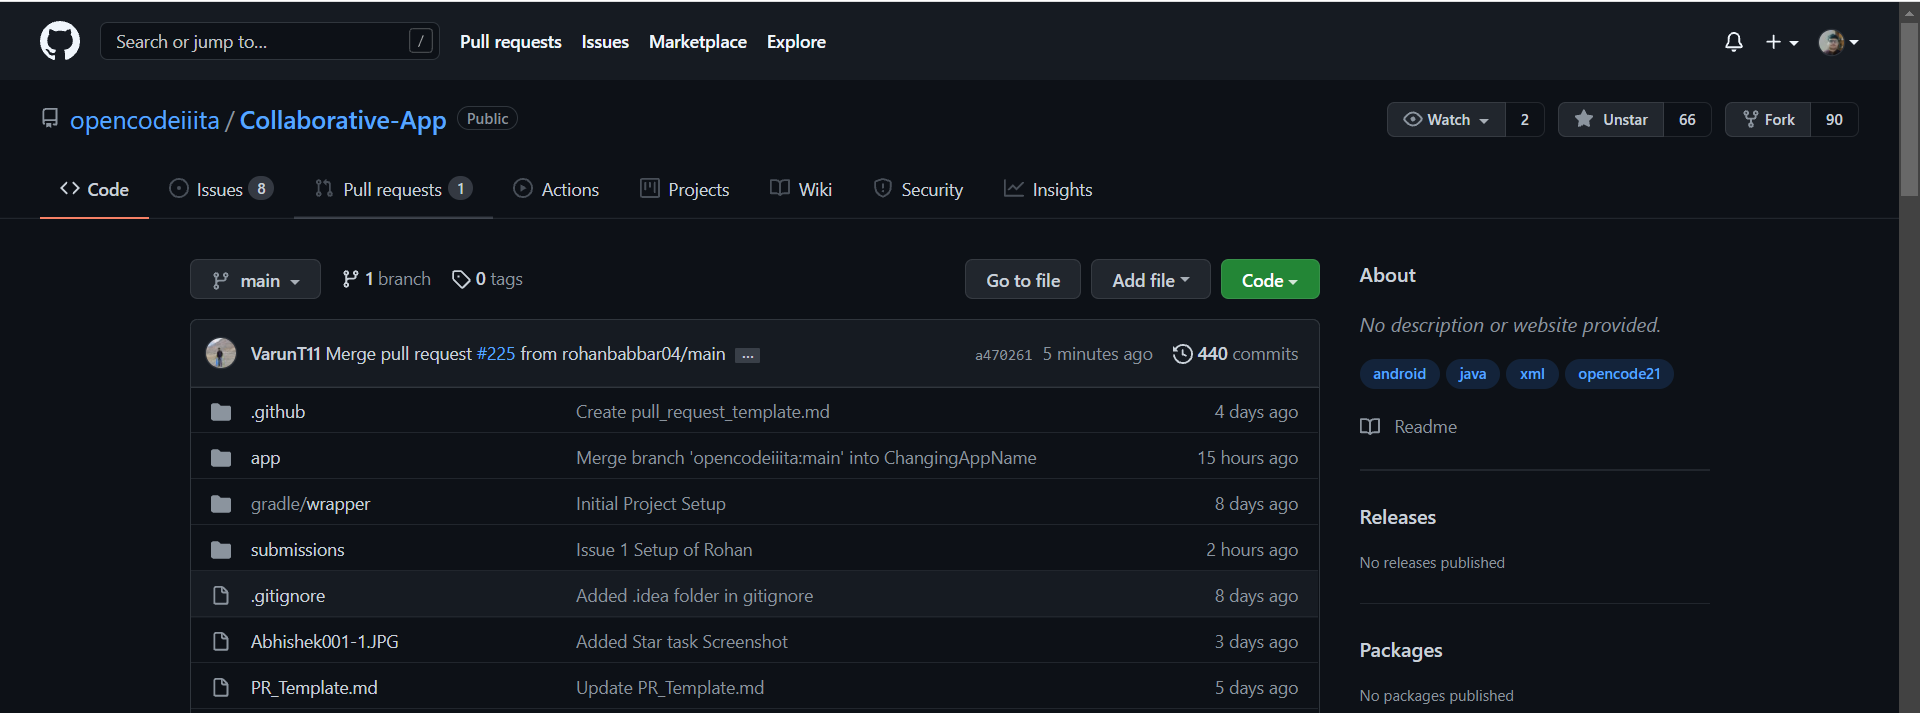 Search or jump to... /
Pull requests Issues Marketplace Explore
opencodeiiita / Collaborative-App Public
Watch 2 Unstar 66 Fork 90
Code Issues 8 Pull requests 1 Actions Projects Wiki Security Insights
main 1 branch 0 tags Go to file Add file Code
VarunT11 Merge pull request #225 from rohanbabbar04/main ... a470261 5 minutes ago 440 commits
.github Create pull_request_template.md 4 days ago
app Merge branch 'opencodeiiita:main' into ChangingAppName 15 hours ago
gradle/wrapper Initial Project Setup 8 days ago
submissions Issue 1 Setup of Rohan 2 hours ago
.gitignore Added .idea folder in gitignore 8 days ago
Abhishek001-1.JPG Added Star task Screenshot 3 days ago
PR_Template.md Update PR_Template.md 5 days ago
About
No description or website provided.
android java xml opencode21
Readme
Releases
No releases published
Packages
No packages published